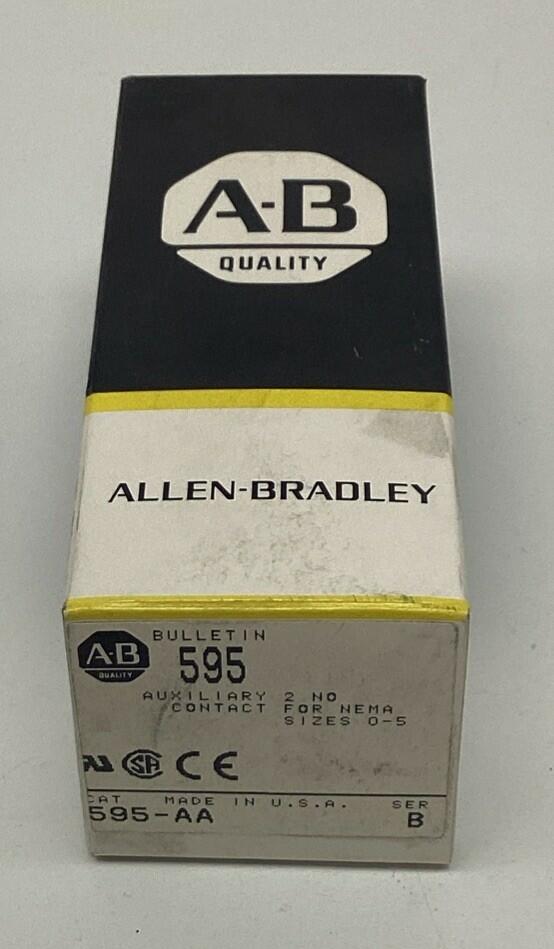 A-B
QUALITY
ALLEN-BRADLEY
A-B
QUALITY
BULLETIN
595
AUXILIARY 2 NO
CONTACT FOR NEMA
SIZES 0-5
SA CE
CAT MADE IN U.S.A. SER
595-AA B